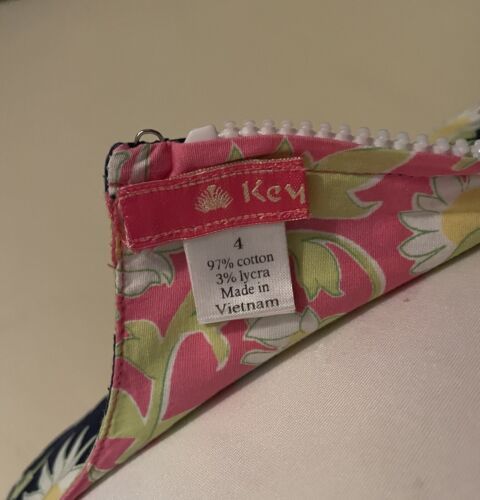 Key
4
97% cotton
3% lycra
Made in
Vietnam